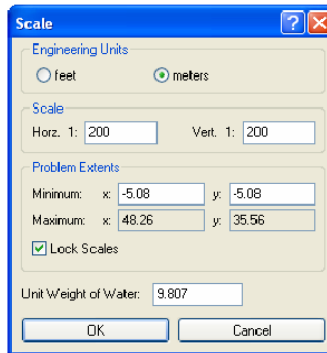 Scale
Engineering Units
feet meters
Scale
Horz. 1: 200 Vert. 1: 200
Problem Extents
Minimum: x: -5.08 y: -5.08
Maximum: x: 48.26 y: 35.56
Lock Scales
Unit Weight of Water: 9.807
OK Cancel